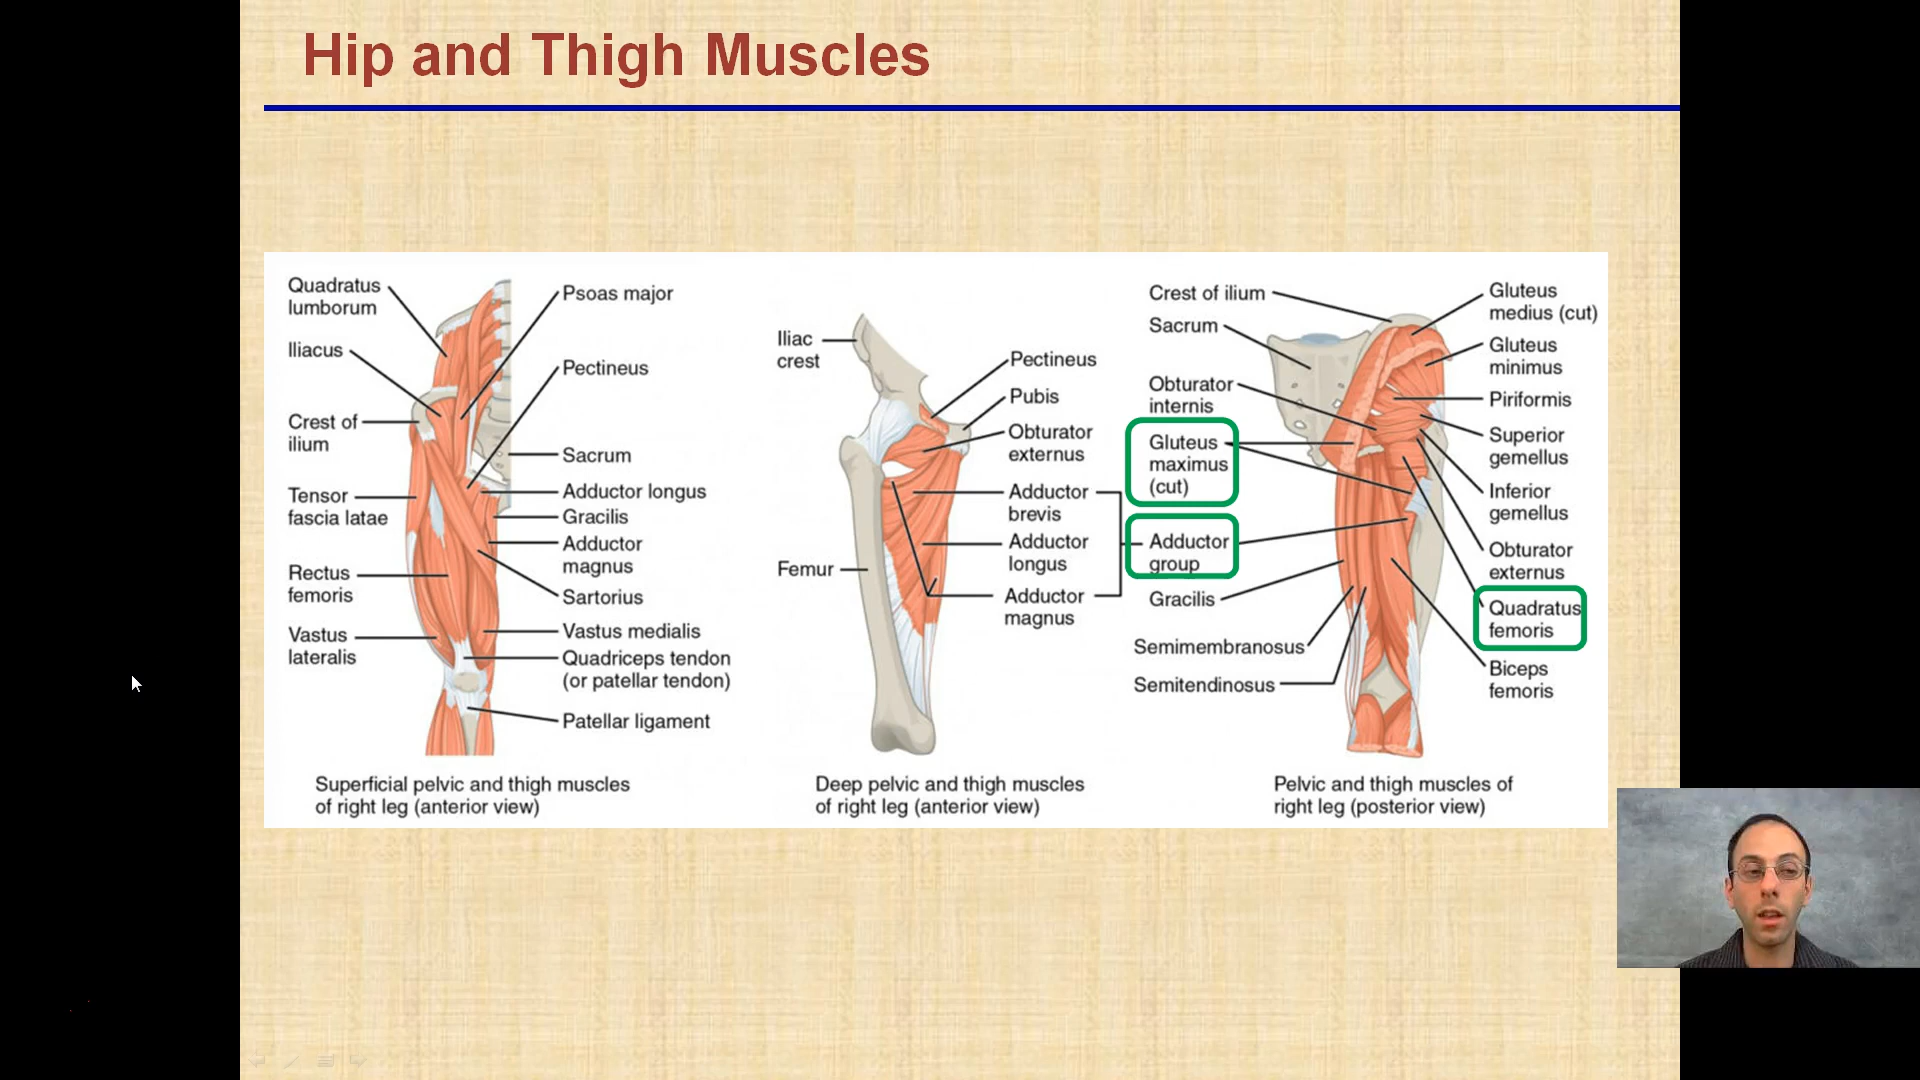 Hip and Thigh Muscles
Quadratus
lumborum
Iliacus
Crest of
ilium
Tensor
fascia latae
Rectus
femoris
Vastus
lateralis
Psoas major
Pectineus
Sacrum
Adductor longus
Gracilis
Adductor
magnus
Sartorius
Vastus medialis
Quadriceps tendon
(or patellar tendon)
Patellar ligament
Superficial pelvic and thigh muscles
of right leg (anterior view)
Iliac
crest
Femur
Pectineus
Pubis
Obturator
externus
Adductor
brevis
Adductor
longus
Adductor
magnus
Deep pelvic and thigh muscles
of right leg (anterior view)
Crest of ilium
Sacrum
Obturator
internis
Gluteus
maximus
(cut)
Adductor
group
Gracilis
Semimembranosus
Semitendinosus
Gluteus
medius (cut)
Gluteus
minimus
Piriformis
Superior
gemellus
Inferior
gemellus
Obturator
externus
Quadratus
femoris
Biceps
femoris
Pelvic and thigh muscles of
right leg (posterior view)